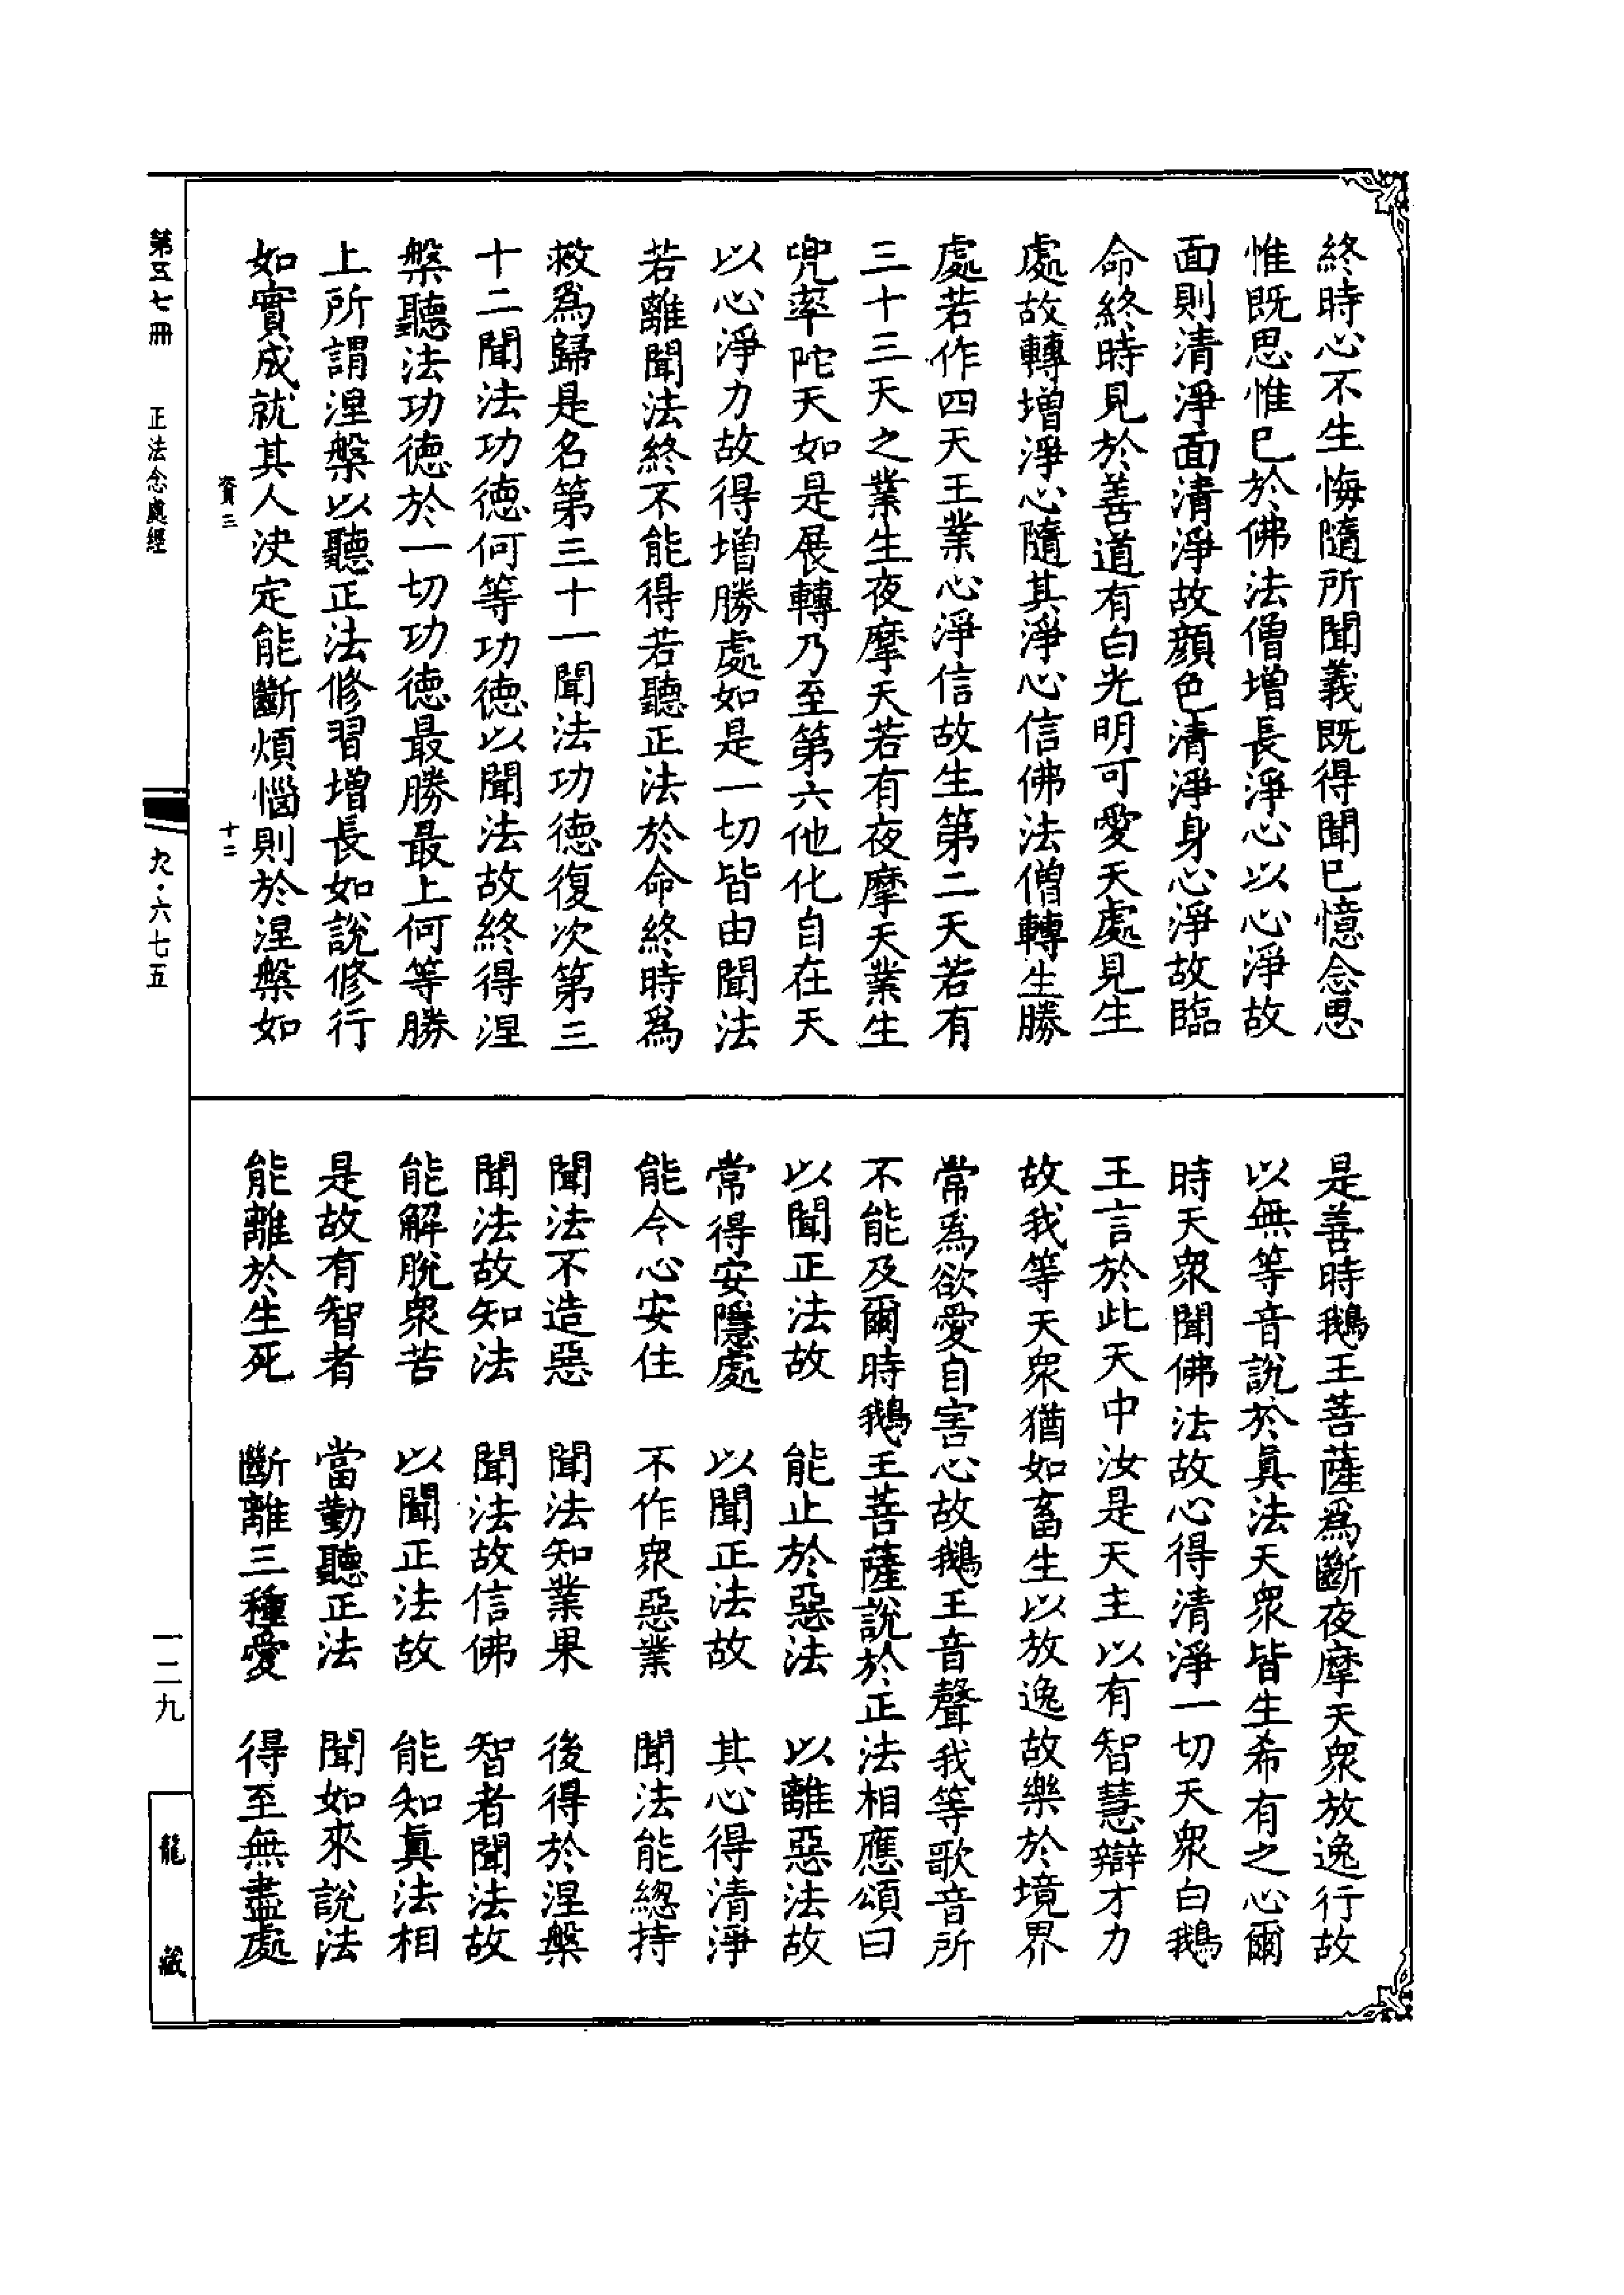 終時心不生悔隨所聞義既得聞已憶念思
惟既思惟已於佛法僧增長淨心以心淨故
面則清淨面清淨故顏色清淨身心淨故臨
命終時見於善道有白光明可愛天處見生
處故轉增淨心隨其淨心信佛法僧轉生勝
處若作四天王業心淨信故生第二天若有
三十三天之業生夜摩天若有夜摩天業生
兜率陀天如是展轉乃至第六他化自在天
以心淨力故得增勝處如是一切皆由聞法
若離聞法終不能得若聽正法於命終時爲
救爲歸是名第三十一聞法功德復次第三
十二聞法功德何等功德以聞法故終得涅
槃聽法功德於一切功德最勝最上何等勝
上所謂涅槃以聽正法修習增長如說修行
如實成就其人決定能斷煩惱則於涅槃如
是善時鵝王菩薩爲斷夜摩天衆放逸行故
以無等音說於眞法天衆皆生希有之心爾
時天衆聞佛法故心得清淨一切天衆白鵝
王言於此天中汝是天主以有智慧辯才力
故我等天衆猶如畜生以放逸故樂於境界
常爲欲愛自害心故鵝王音聲我等歌音所
不能及爾時鵝王菩薩說於正法相應頌曰
以聞正法故　能止於惡法　以離惡法故
常得安隱處　以聞正法故　其心得清淨
能令心安住　不作衆惡業　聞法能總持
聞法不造惡　聞法知業果　後得於涅槃
聞法故知法　聞法故信佛　智者聞法故
能解脫衆苦　以聞正法故　能知眞法相
是故有智者　當勤聽正法　聞如來說法
能離於生死　斷離三種愛　得至無盡處
資三　十二
第五七冊　正法念處經　九·六七五　一二九　龍藏